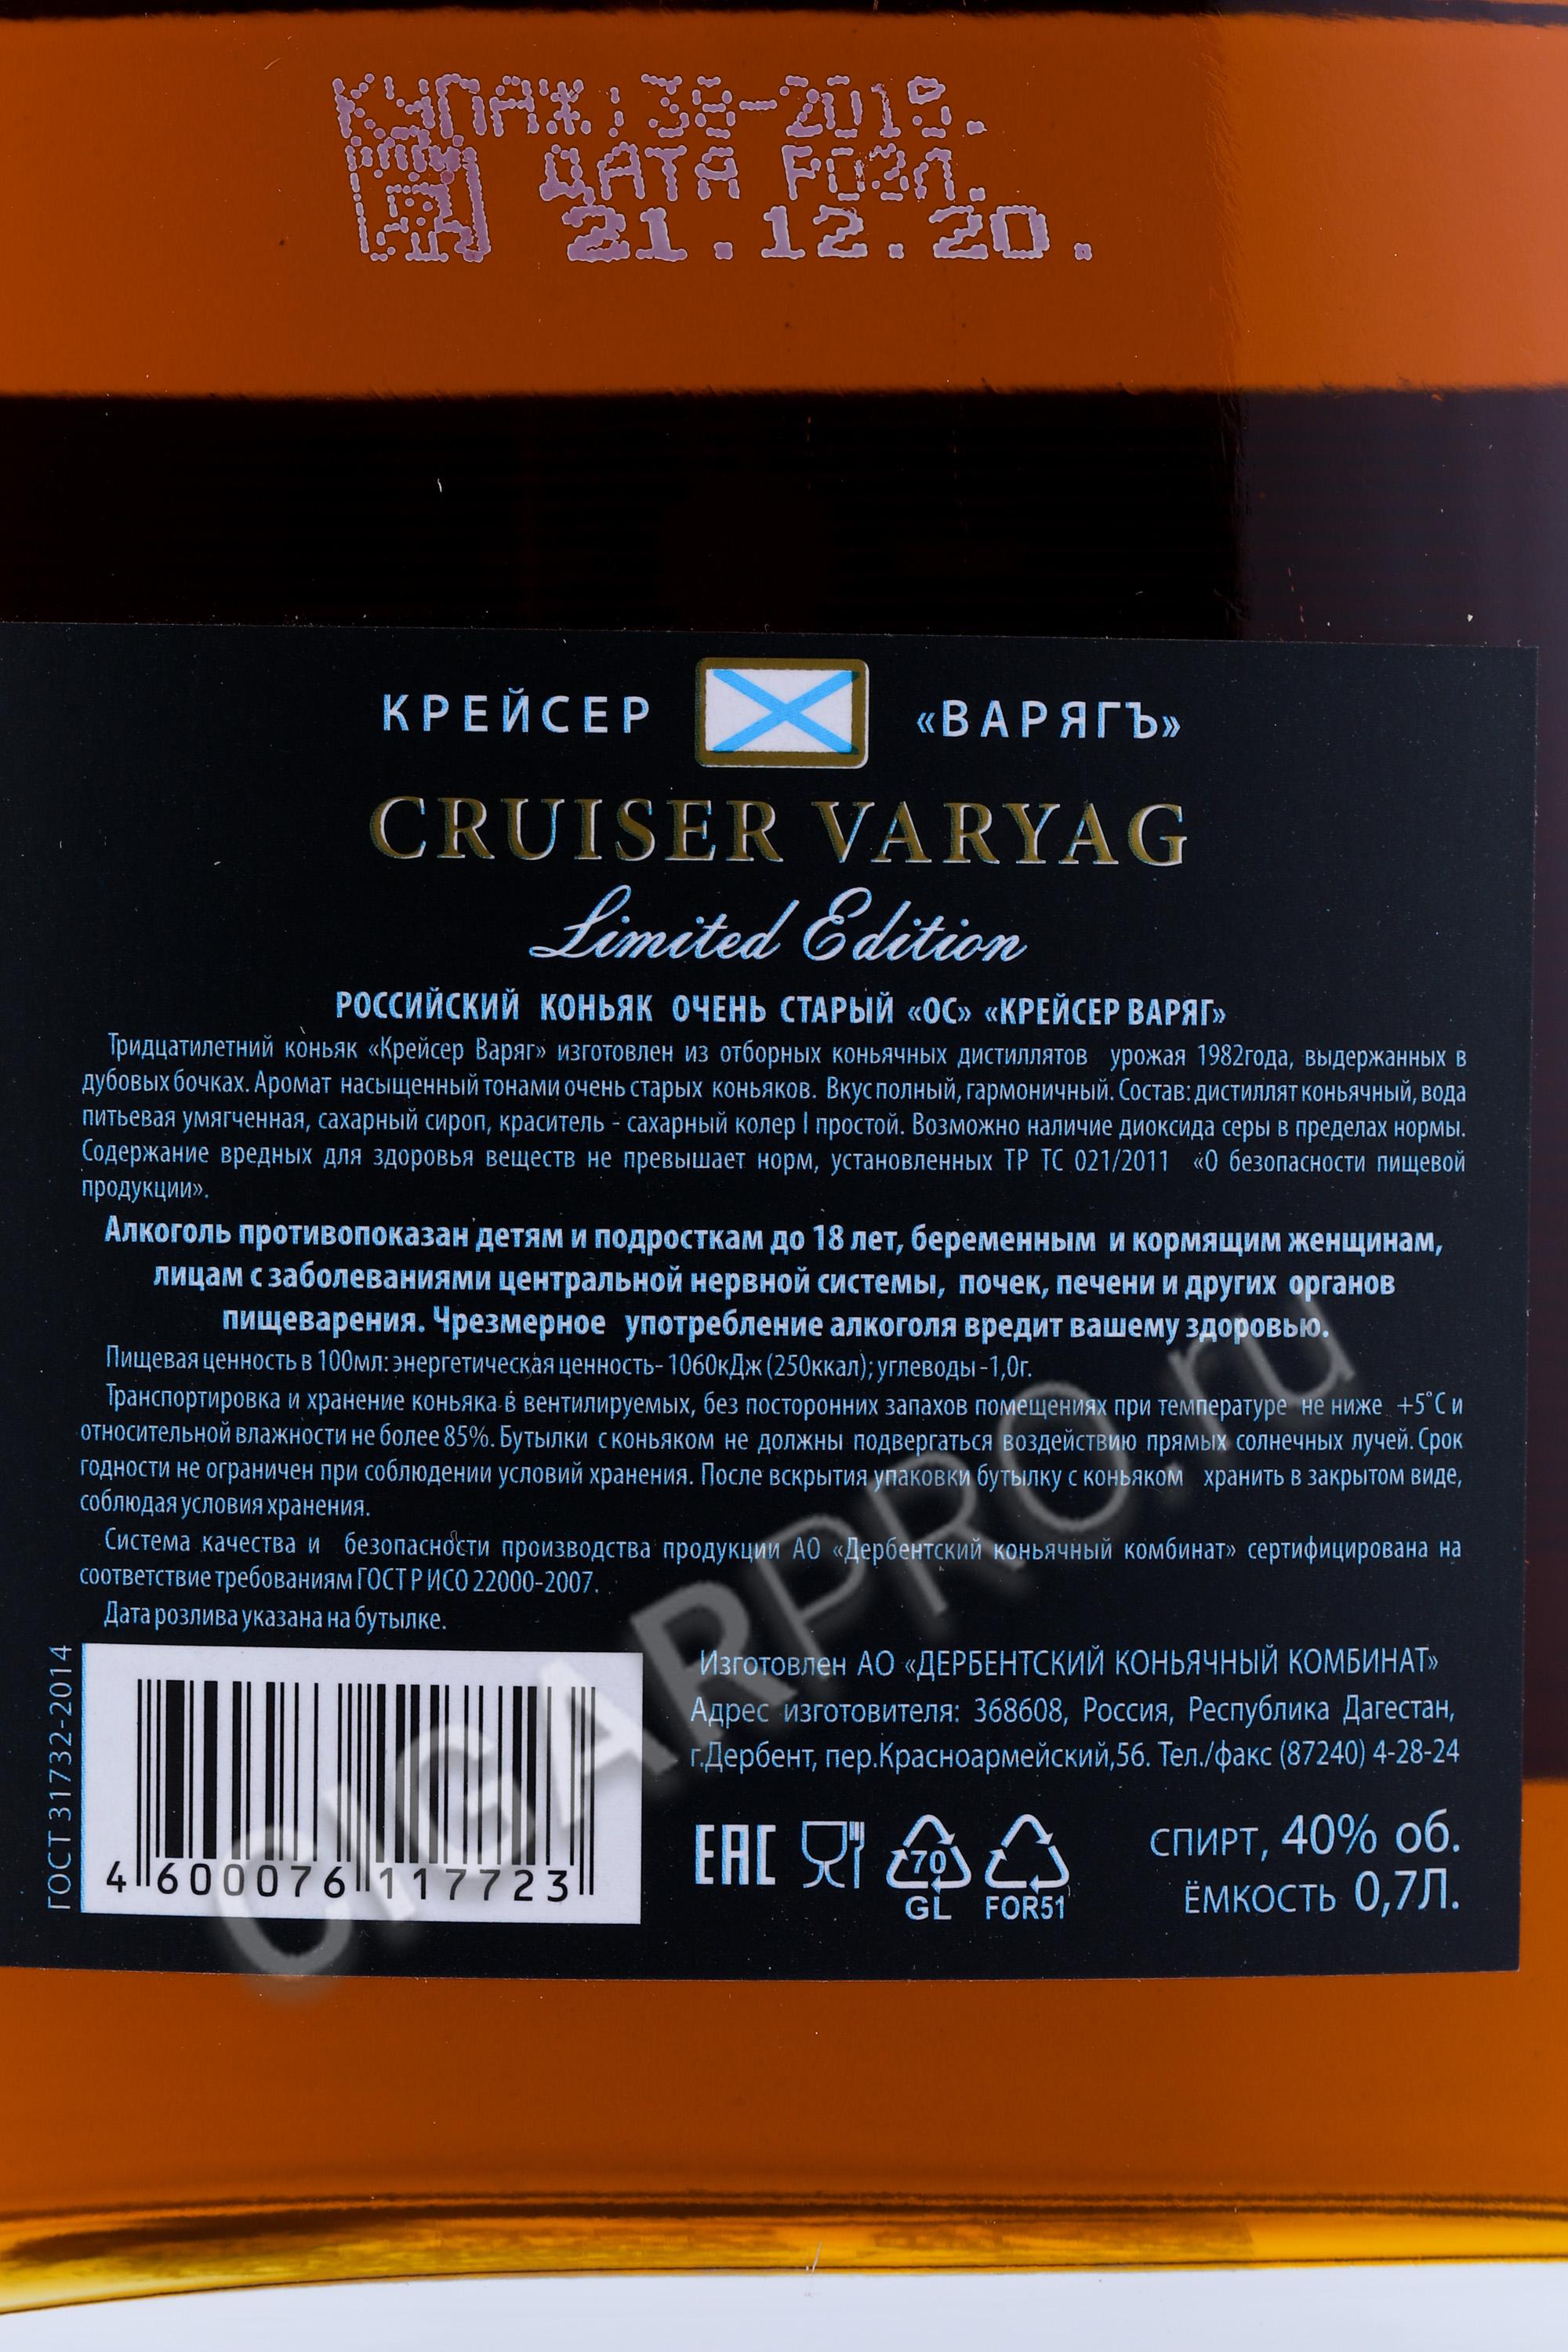 КУПАЖ:38-2019.
ДАТА РОЗЛ.
21.12.20.
КРЕЙСЕР «ВАРЯГЪ»
CRUISER VARYAG
Limited Edition
РОССИЙСКИЙ КОНЬЯК ОЧЕНЬ СТАРЫЙ «ОС» «КРЕЙСЕР ВАРЯГ»
Тридцатилетний коньяк «Крейсер Варяг» изготовлен из отборных коньячных дистиллятов урожая 1982года, выдержанных в
дубовых бочках. Аромат насыщенный тонами очень старых коньяков. Вкус полный, гармоничный. Состав: дистиллят коньячный, вода
питьевая умягченная, сахарный сироп, краситель - сахарный колер I простой. Возможно наличие диоксида серы в пределах нормы.
Содержание вредных для здоровья веществ не превышает норм, установленных ТР ТС 021/2011 «О безопасности пищевой
продукции».
Алкоголь противопоказан детям и подросткам до 18 лет, беременным и кормящим женщинам,
лицам с заболеваниями центральной нервной системы, почек, печени и других органов
пищеварения. Чрезмерное употребление алкоголя вредит вашему здоровью.
Пищевая ценность в 100мл: энергетическая ценность- 1060кДж (250ккал); углеводы -1,0г.
Транспортировка и хранение коньяка в вентилируемых, без посторонних запахов помещениях при температуре не ниже +5°С и
относительной влажности не более 85%. Бутылки с коньяком не должны подвергаться воздействию прямых солнечных лучей. Срок
годности не ограничен при соблюдении условий хранения. После вскрытия упаковки бутылку с коньяком хранить в закрытом виде,
соблюдая условия хранения.
Система качества и безопасности производства продукции АО «Дербентский коньячный комбинат» сертифицирована на
соответствие требованиям ГОСТ Р ИСО 22000-2007.
Дата розлива указана на бутылке.
ГОСТ 31732-2014
4 600076 117723
Изготовлен АО «ДЕРБЕНТСКИЙ КОНЬЯЧНЫЙ КОМБИНАТ»
Адрес изготовителя: 368608, Россия, Республика Дагестан,
г.Дербент, пер.Красноармейский,56. Тел./факс (87240) 4-28-24
EAC
70
GL
FOR51
СПИРТ, 40% об.
ЁМКОСТЬ 0,7Л.
CIGARPRO.ru